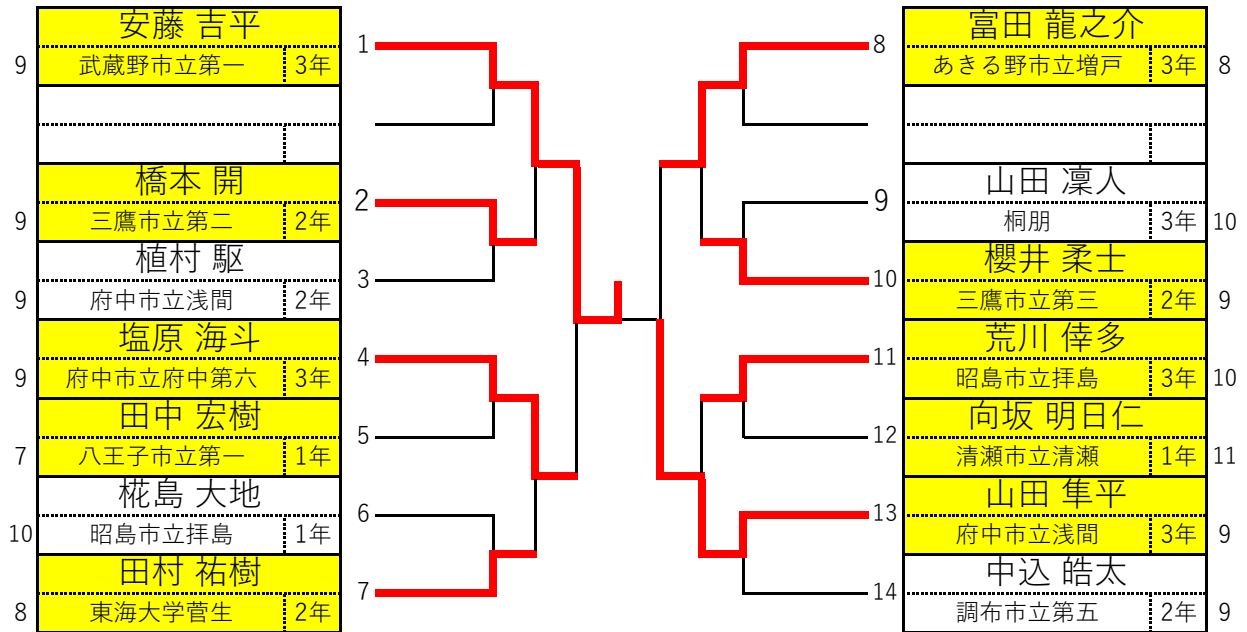 安藤 吉平
9 武蔵野市立第一 3年
1
橋本 開
9 三鷹市立第二 2年
2
植村 駆
9 府中市立浅間 2年
3
塩原 海斗
9 府中市立府中第六 3年
4
田中 宏樹
7 八王子市立第一 1年
5
椛島 大地
10 昭島市立拝島 1年
6
田村 祐樹
8 東海大学菅生 2年
7
富田 龍之介
8
あきる野市立増戸 3年 8
山田 凜人
9
桐朋 3年 10
櫻井 柔士
10
三鷹市立第三 2年 9
荒川 倖多
11
昭島市立拝島 3年 10
向坂 明日仁
12
清瀬市立清瀬 1年 11
山田 隼平
13
府中市立浅間 3年 9
中込 皓太
14
調布市立第五 2年 9